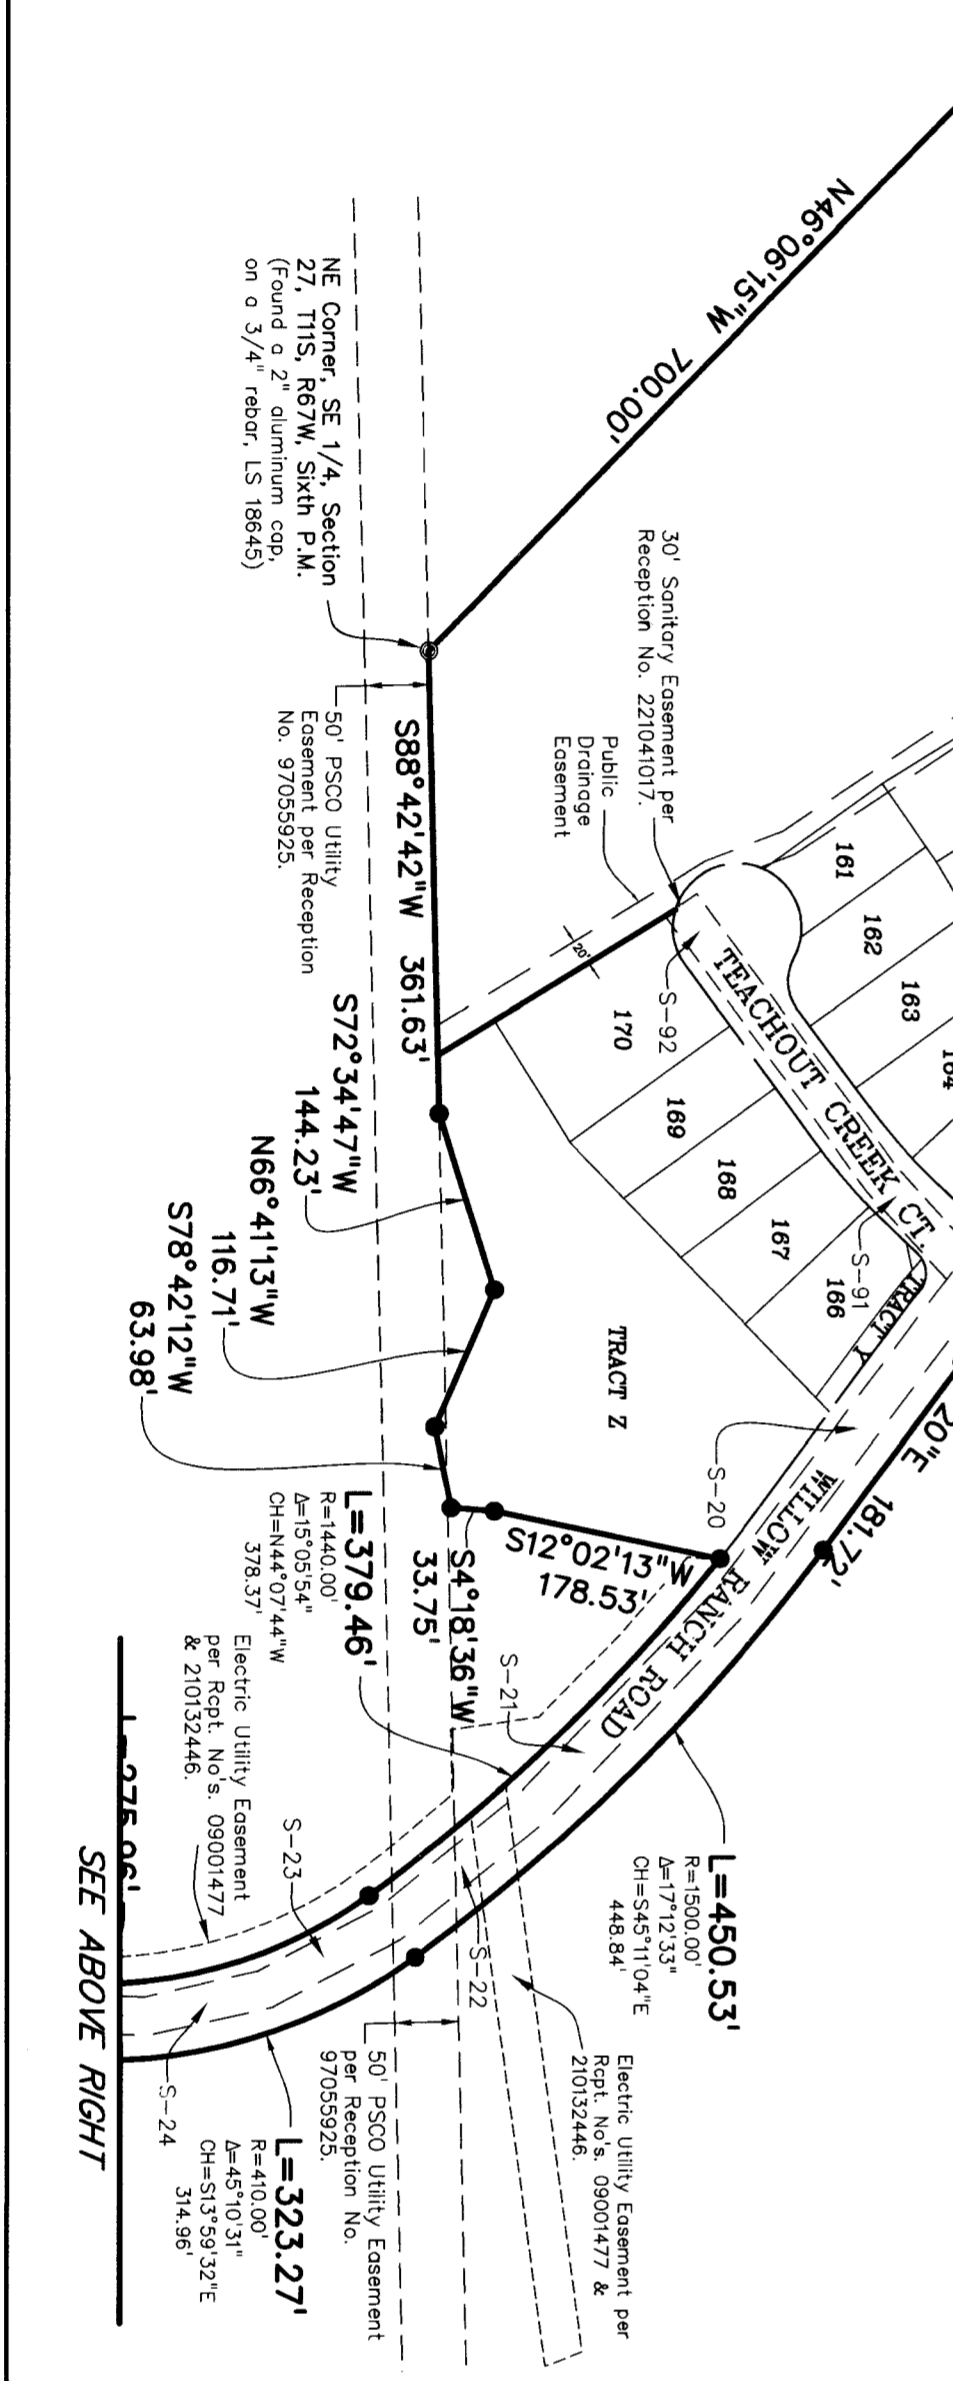 N46°06'15"W
700.00'
NE Corner, SE 1/4, Section
27, T11S, R67W, Sixth P.M.
(Found a 2" aluminum cap,
on a 3/4" rebar, LS 18645)
30' Sanitary Easement per
Reception No. 221041017.
Public
Drainage
Easement
20'
50' PSCO Utility
Easement per Reception
No. 97055925.
S88°42'42"W 361.63'
161
162
163
164
TEACHOUT CREEK CT.
S-92
170
169
168
167
166
S-91
TRACT Y
S72°34'47"W
144.23'
N66°41'13"W
116.71'
S78°42'12"W
63.98'
TRACT Z
S-20
20"E 181.72'
WILLOW RANCH ROAD
S12°02'13"W
178.53'
S4°18'36"W
33.75'
L=379.46'
R=1440.00'
Δ=15°05'54"
CH=N44°07'44"W
378.37'
S-21
L=450.53'
R=1500.00'
Δ=17°12'33"
CH=S45°11'04"E
448.84'
Electric Utility Easement
per Rcpt. No's. 09001477
& 210132446.
S-23
S-22
Electric Utility Easement per
Rcpt. No's. 09001477 &
210132446.
50' PSCO Utility Easement
per Reception No.
97055925.
S-24
L=323.27'
R=410.00'
Δ=45°10'31"
CH=S13°59'32"E
314.96'
L=275.96'
SEE ABOVE RIGHT